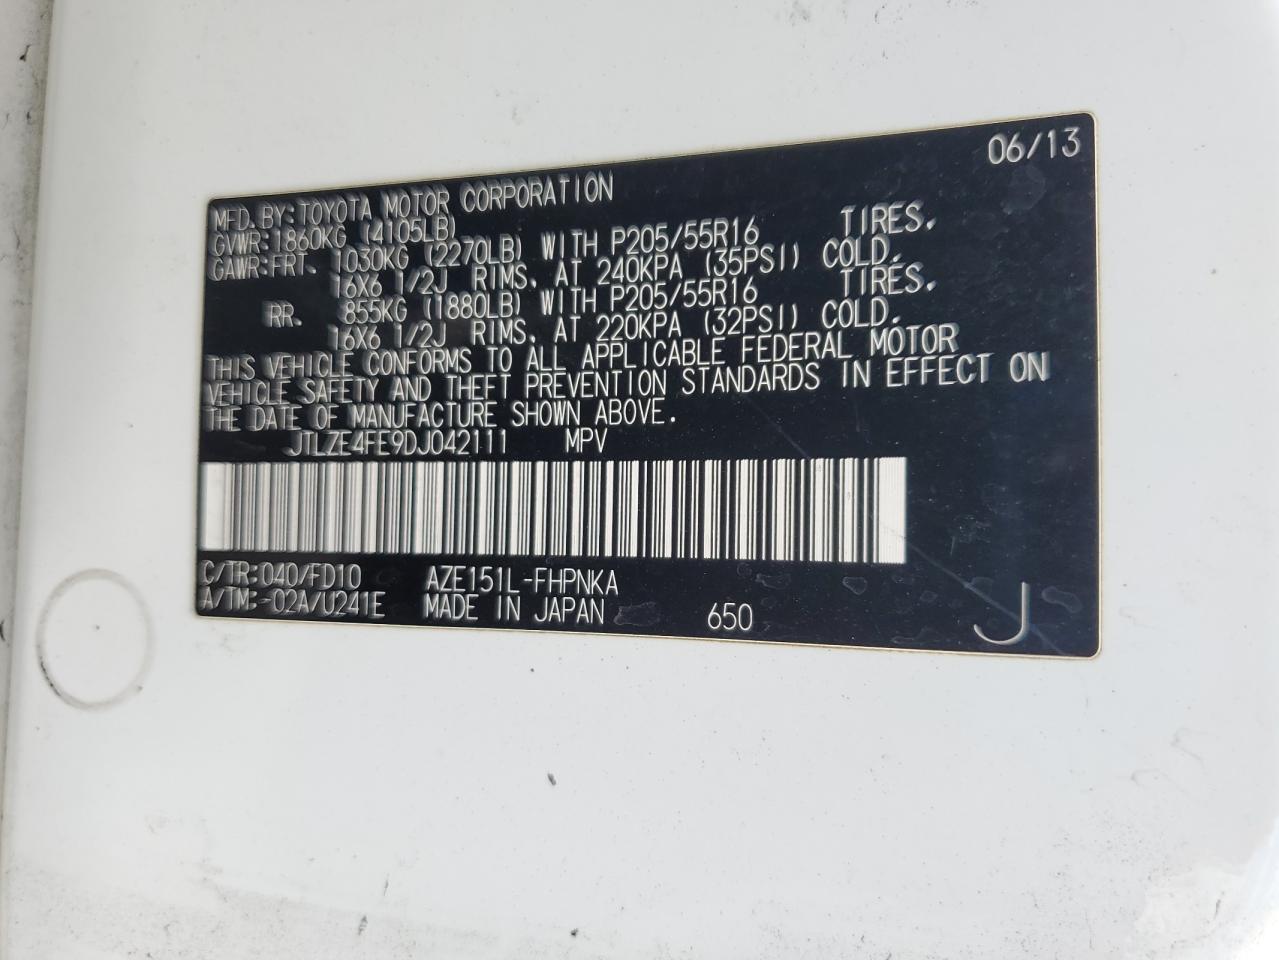 06/13
MFD. BY: TOYOTA MOTOR CORPORATION
GVWR: 1860KG (4105LB)
GAWR: FRT. 1030KG (2270LB) WITH P205/55R16 TIRES.
16X6 1/2J RIMS. AT 240KPA (35PSI) COLD.
RR. 855KG (1880LB) WITH P205/55R16 TIRES.
16X6 1/2J RIMS. AT 220KPA (32PSI) COLD.
THIS VEHICLE CONFORMS TO ALL APPLICABLE FEDERAL MOTOR
VEHICLE SAFETY AND THEFT PREVENTION STANDARDS IN EFFECT ON
THE DATE OF MANUFACTURE SHOWN ABOVE.
JTLZE4FE9DJ042111 MPV
C/TR: 040/FD10 AZE151L-FHPNKA
A/TM: -02A/U241E MADE IN JAPAN 650 J